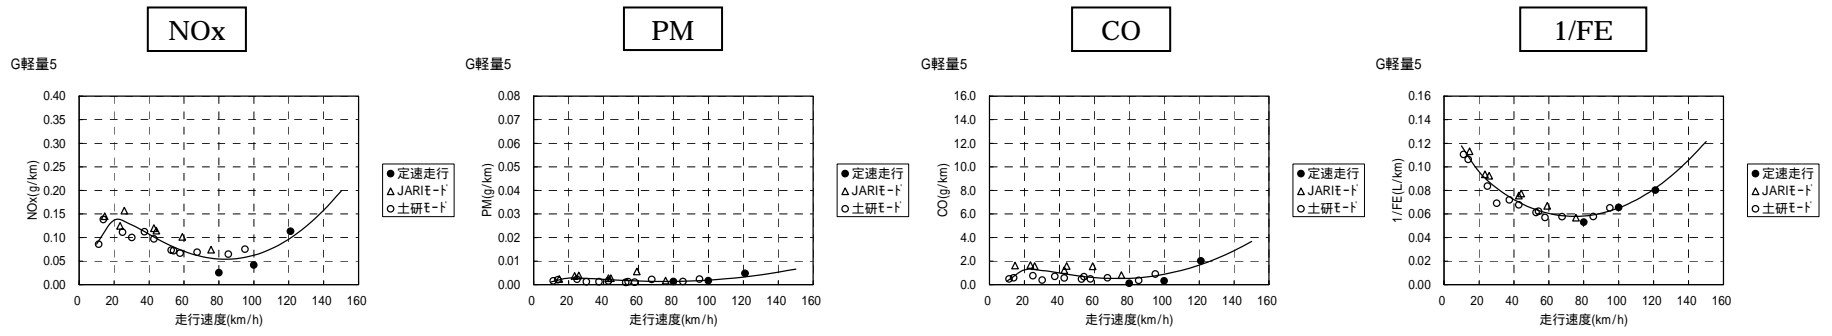 NOx
PM
CO
1/FE
G軽量5
0.40
0.35
0.30
0.25
0.20
0.15
0.10
0.05
0.00
NOx(g/km)
0 20 40 60 80 100 120 140 160
走行速度(km/h)
定速走行
JARIモード
土研モード
G軽量5
0.08
0.07
0.06
0.05
0.04
0.03
0.02
0.01
0.00
PM(g/km)
0 20 40 60 80 100 120 140 160
走行速度(km/h)
定速走行
JARIモード
土研モード
G軽量5
16.0
14.0
12.0
10.0
8.0
6.0
4.0
2.0
0.0
CO(g/km)
0 20 40 60 80 100 120 140 160
走行速度(km/h)
定速走行
JARIモード
土研モード
G軽量5
0.16
0.14
0.12
0.10
0.08
0.06
0.04
0.02
0.00
1/FE(L/km)
0 20 40 60 80 100 120 140 160
走行速度(km/h)
定速走行
JARIモード
土研モード